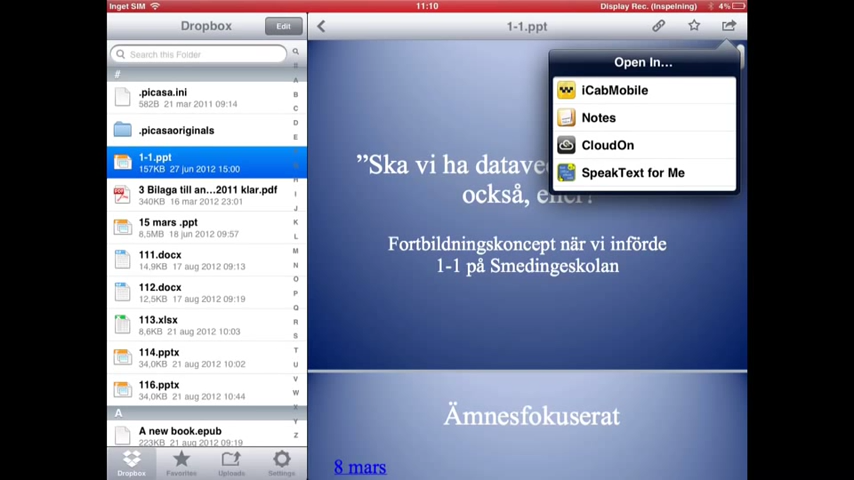 Inget SIM
11:10
Display Rec. (Inspelning)
4%
Dropbox
Edit
1-1.ppt
Search this Folder
#
.picasa.ini
582B 21 mar 2011 09:14
.picasaoriginals
1-1.ppt
157KB 27 jun 2012 15:00
3 Bilaga till an...2011 klar.pdf
340KB 16 mar 2012 23:01
15 mars .ppt
8,5MB 18 jun 2012 09:57
111.docx
14,9KB 17 aug 2012 09:13
112.docx
12,5KB 17 aug 2012 09:19
113.xlsx
8,6KB 21 aug 2012 10:03
114.pptx
34,0KB 21 aug 2012 10:02
116.pptx
34,0KB 21 aug 2012 10:44
A
A new book.epub
223KB 21 aug 2012 09:19
#
A
B
C
D
E
I
J
K
L
M
N
O
P
Q
R
S
T
U
V
X
Y
Z
Dropbox
Favorites
Uploads
Settings
Open In...
iCabMobile
Notes
CloudOn
SpeakText for Me
”Ska vi ha datave
också, eller?
Fortbildningskoncept när vi införde
1-1 på Smedingeskolan
Ämnesfokuserat
8 mars